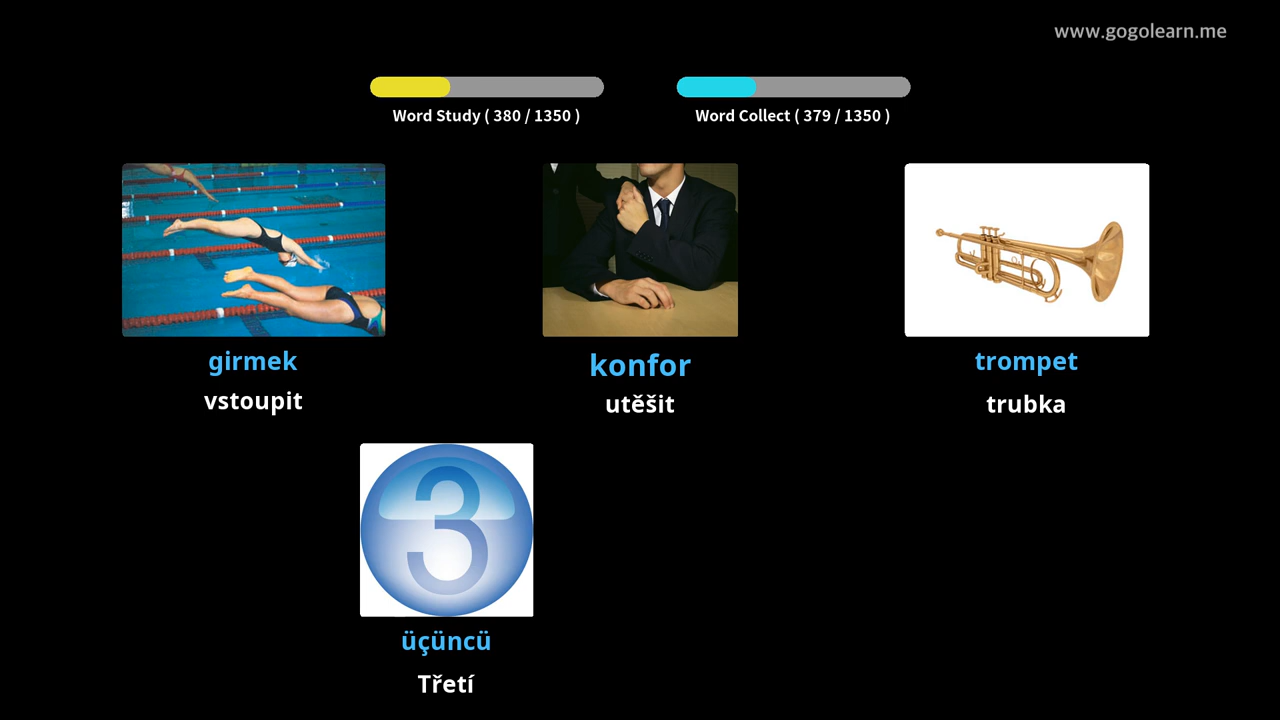 www.gogolearn.me
Word Study ( 380 / 1350 )
Word Collect ( 379 / 1350 )
girmek
vstoupit
konfor
utěšit
trompet
trubka
3
üçüncü
Třetí